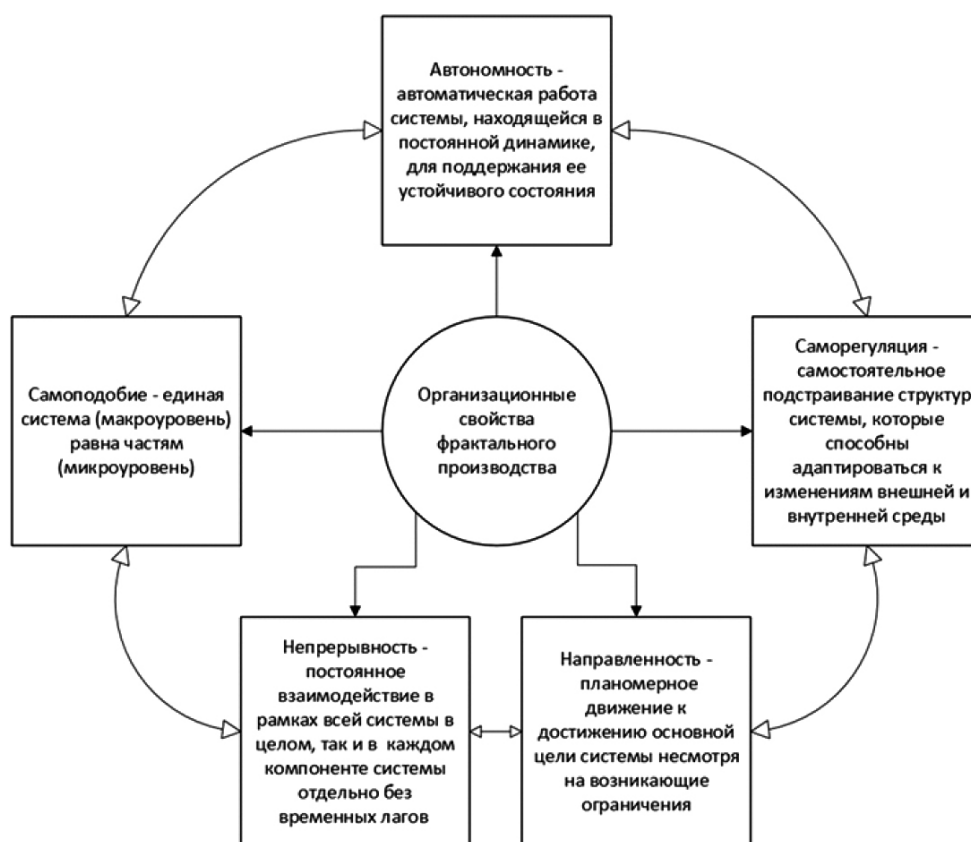 Автономность -
автоматическая работа
системы, находящейся в
постоянной динамике,
для поддержания ее
устойчивого состояния
Самоподобие - единая
система (макроуровень)
равна частям
(микроуровень)
Организационные
свойства
фрактального
производства
Саморегуляция -
самостоятельное
подстраивание структур
системы, которые
способны
адаптироваться к
изменениям внешней и
внутренней среды
Непрерывность -
постоянное
взаимодействие в
рамках всей системы в
целом, так и в каждом
компоненте системы
отдельно без
временных лагов
Направленность -
планомерное
движение к
достижению основной
цели системы несмотря
на возникающие
ограничения